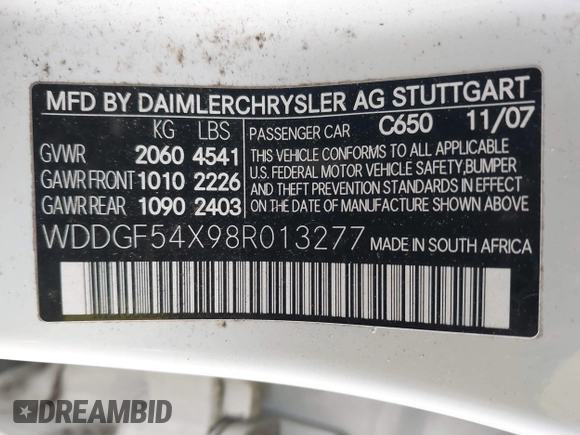 MFD BY DAIMLERCHRYSLER AG STUTTGART
KG LBS
GVWR 2060 4541
GAWR FRONT 1010 2226
GAWR REAR 1090 2403
PASSENGER CAR C650 11/07
THIS VEHICLE CONFORMS TO ALL APPLICABLE
U.S. FEDERAL MOTOR VEHICLE SAFETY, BUMPER
AND THEFT PREVENTION STANDARDS IN EFFECT
ON THE DATE OF MANUFACTURE SHOWN ABOVE
WDDGF54X98R013277 MADE IN SOUTH AFRICA
DREAMBID